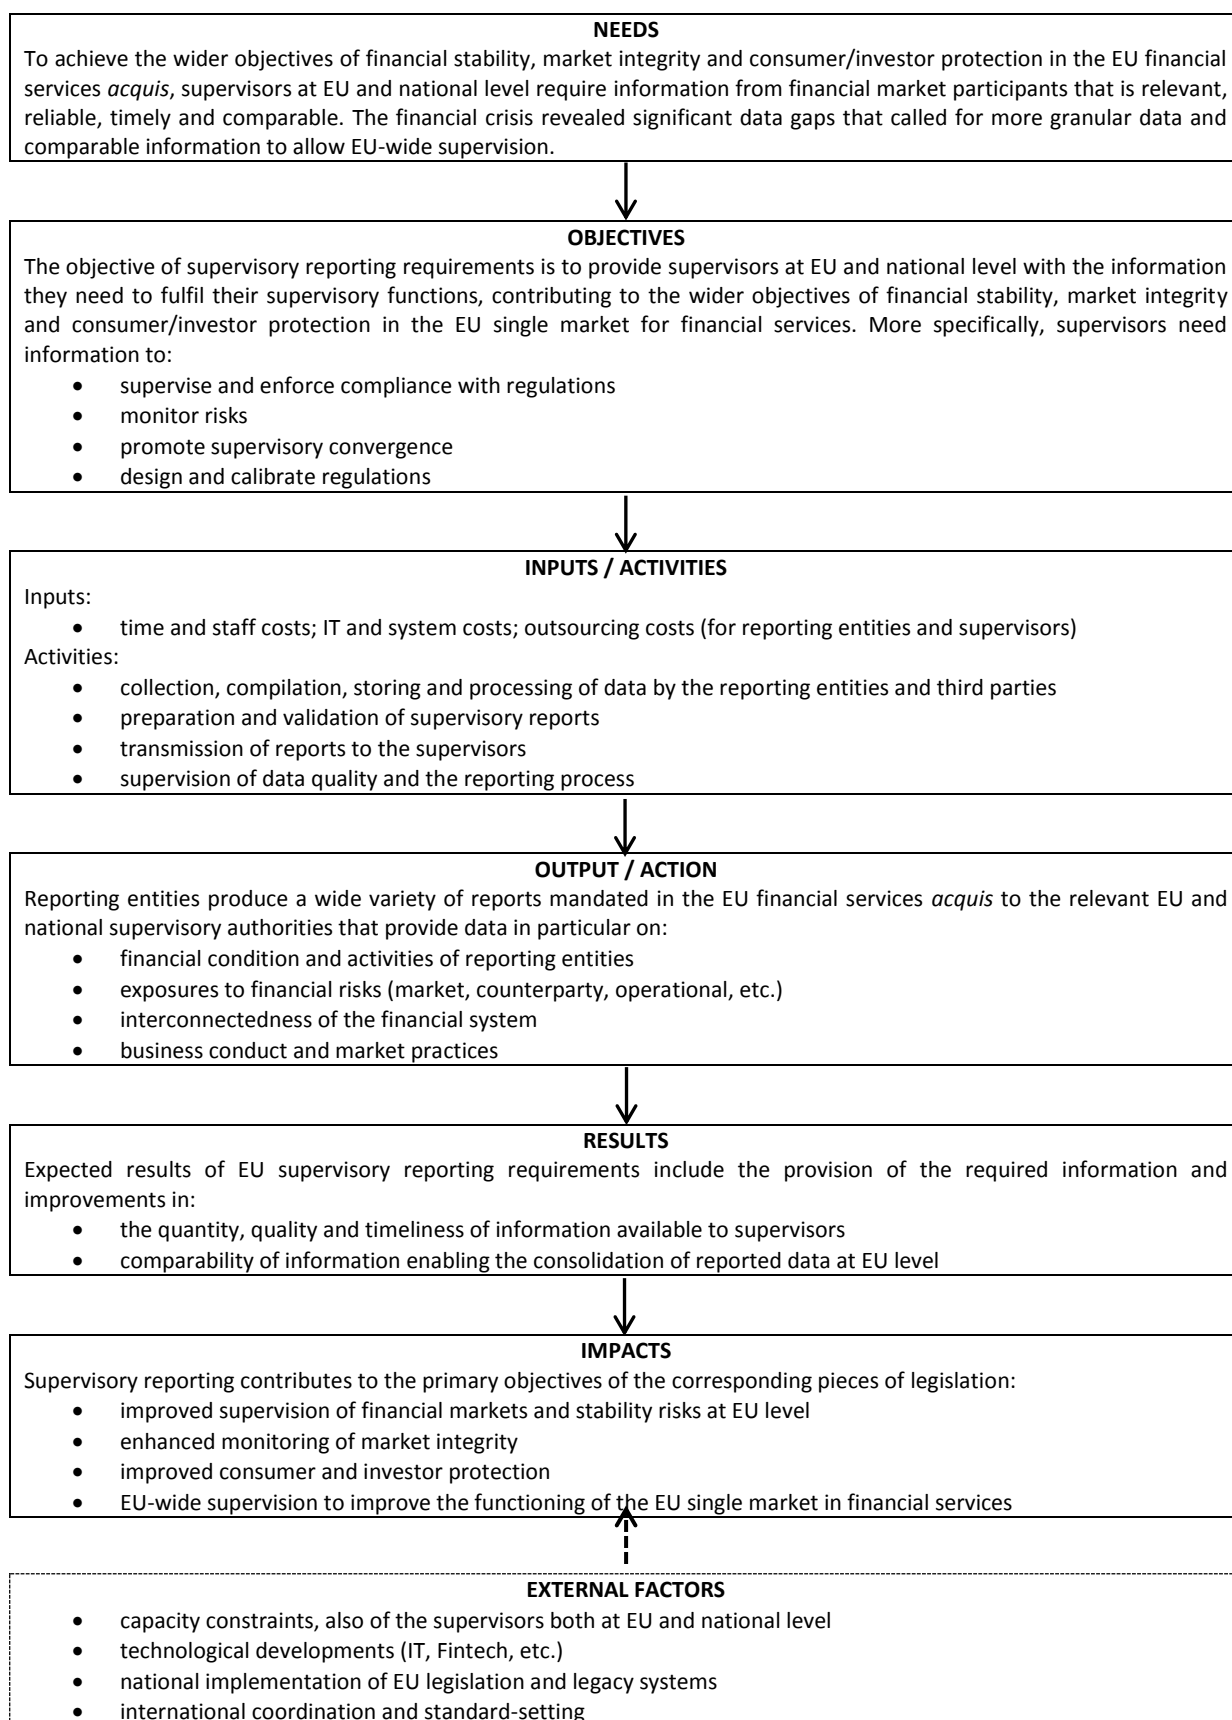 NEEDS
To achieve the wider objectives of financial stability, market integrity and consumer/investor protection in the EU financial
services acquis, supervisors at EU and national level require information from financial market participants that is relevant,
reliable, timely and comparable. The financial crisis revealed significant data gaps that called for more granular data and
comparable information to allow EU-wide supervision.
OBJECTIVES
The objective of supervisory reporting requirements is to provide supervisors at EU and national level with the information
they need to fulfil their supervisory functions, contributing to the wider objectives of financial stability, market integrity
and consumer/investor protection in the EU single market for financial services. More specifically, supervisors need
information to:
• supervise and enforce compliance with regulations
• monitor risks
• promote supervisory convergence
• design and calibrate regulations
INPUTS / ACTIVITIES
Inputs:
• time and staff costs; IT and system costs; outsourcing costs (for reporting entities and supervisors)
Activities:
• collection, compilation, storing and processing of data by the reporting entities and third parties
• preparation and validation of supervisory reports
• transmission of reports to the supervisors
• supervision of data quality and the reporting process
OUTPUT / ACTION
Reporting entities produce a wide variety of reports mandated in the EU financial services acquis to the relevant EU and
national supervisory authorities that provide data in particular on:
• financial condition and activities of reporting entities
• exposures to financial risks (market, counterparty, operational, etc.)
• interconnectedness of the financial system
• business conduct and market practices
RESULTS
Expected results of EU supervisory reporting requirements include the provision of the required information and
improvements in:
• the quantity, quality and timeliness of information available to supervisors
• comparability of information enabling the consolidation of reported data at EU level
IMPACTS
Supervisory reporting contributes to the primary objectives of the corresponding pieces of legislation:
• improved supervision of financial markets and stability risks at EU level
• enhanced monitoring of market integrity
• improved consumer and investor protection
• EU-wide supervision to improve the functioning of the EU single market in financial services
EXTERNAL FACTORS
• capacity constraints, also of the supervisors both at EU and national level
• technological developments (IT, Fintech, etc.)
• national implementation of EU legislation and legacy systems
• international coordination and standard-setting